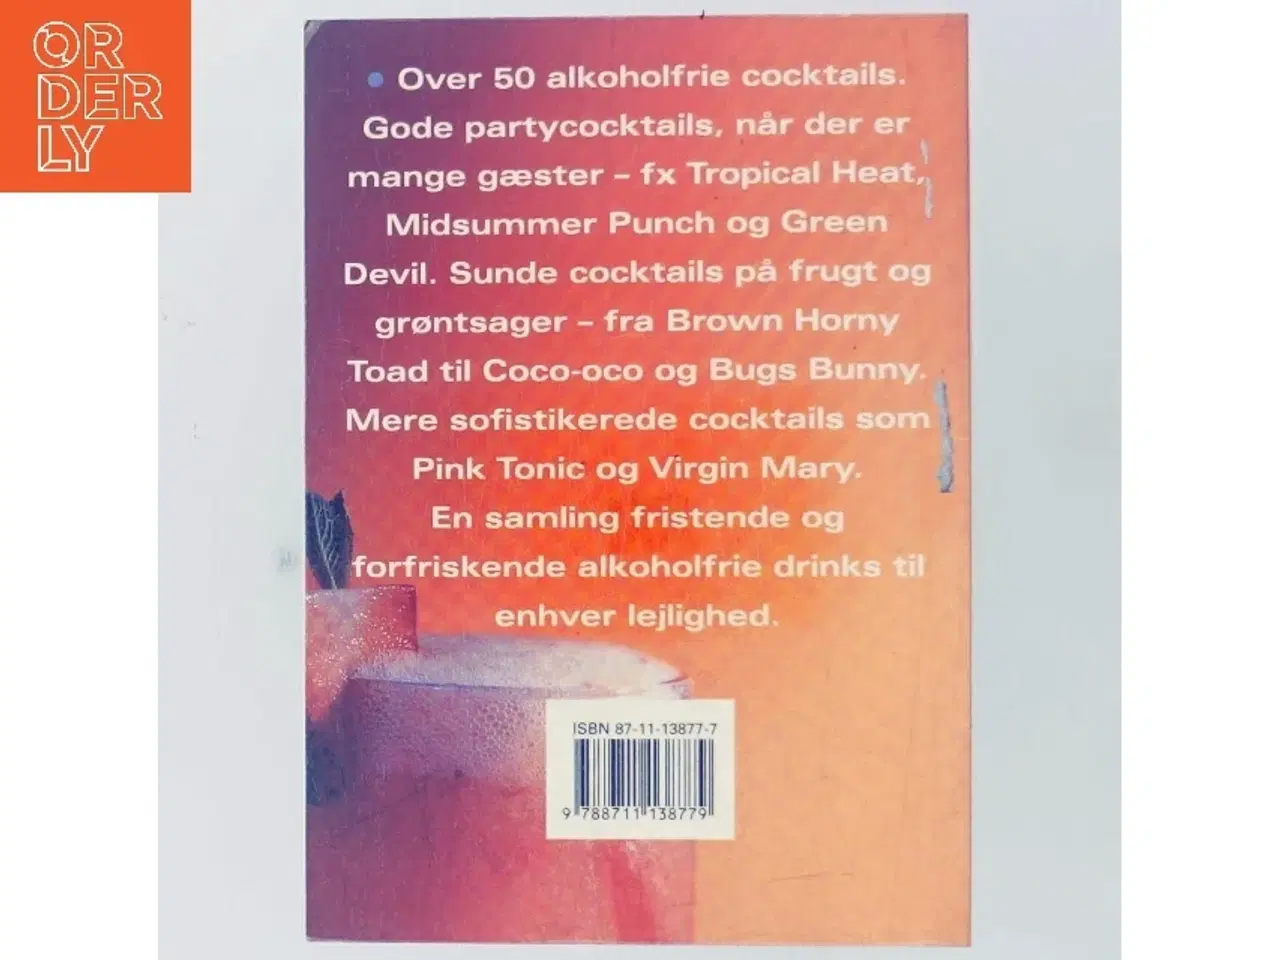 ORDERLY
• Over 50 alkoholfrie cocktails.
Gode partycocktails, når der er
mange gæster – fx Tropical Heat,
Midsummer Punch og Green
Devil. Sunde cocktails på frugt og
grøntsager – fra Brown Horny
Toad til Coco-oco og Bugs Bunny.
Mere sofistikerede cocktails som
Pink Tonic og Virgin Mary.
En samling fristende og
forfriskende alkoholfrie drinks til
enhver lejlighed.
ISBN 87-11-13877-7
9 788711 138779